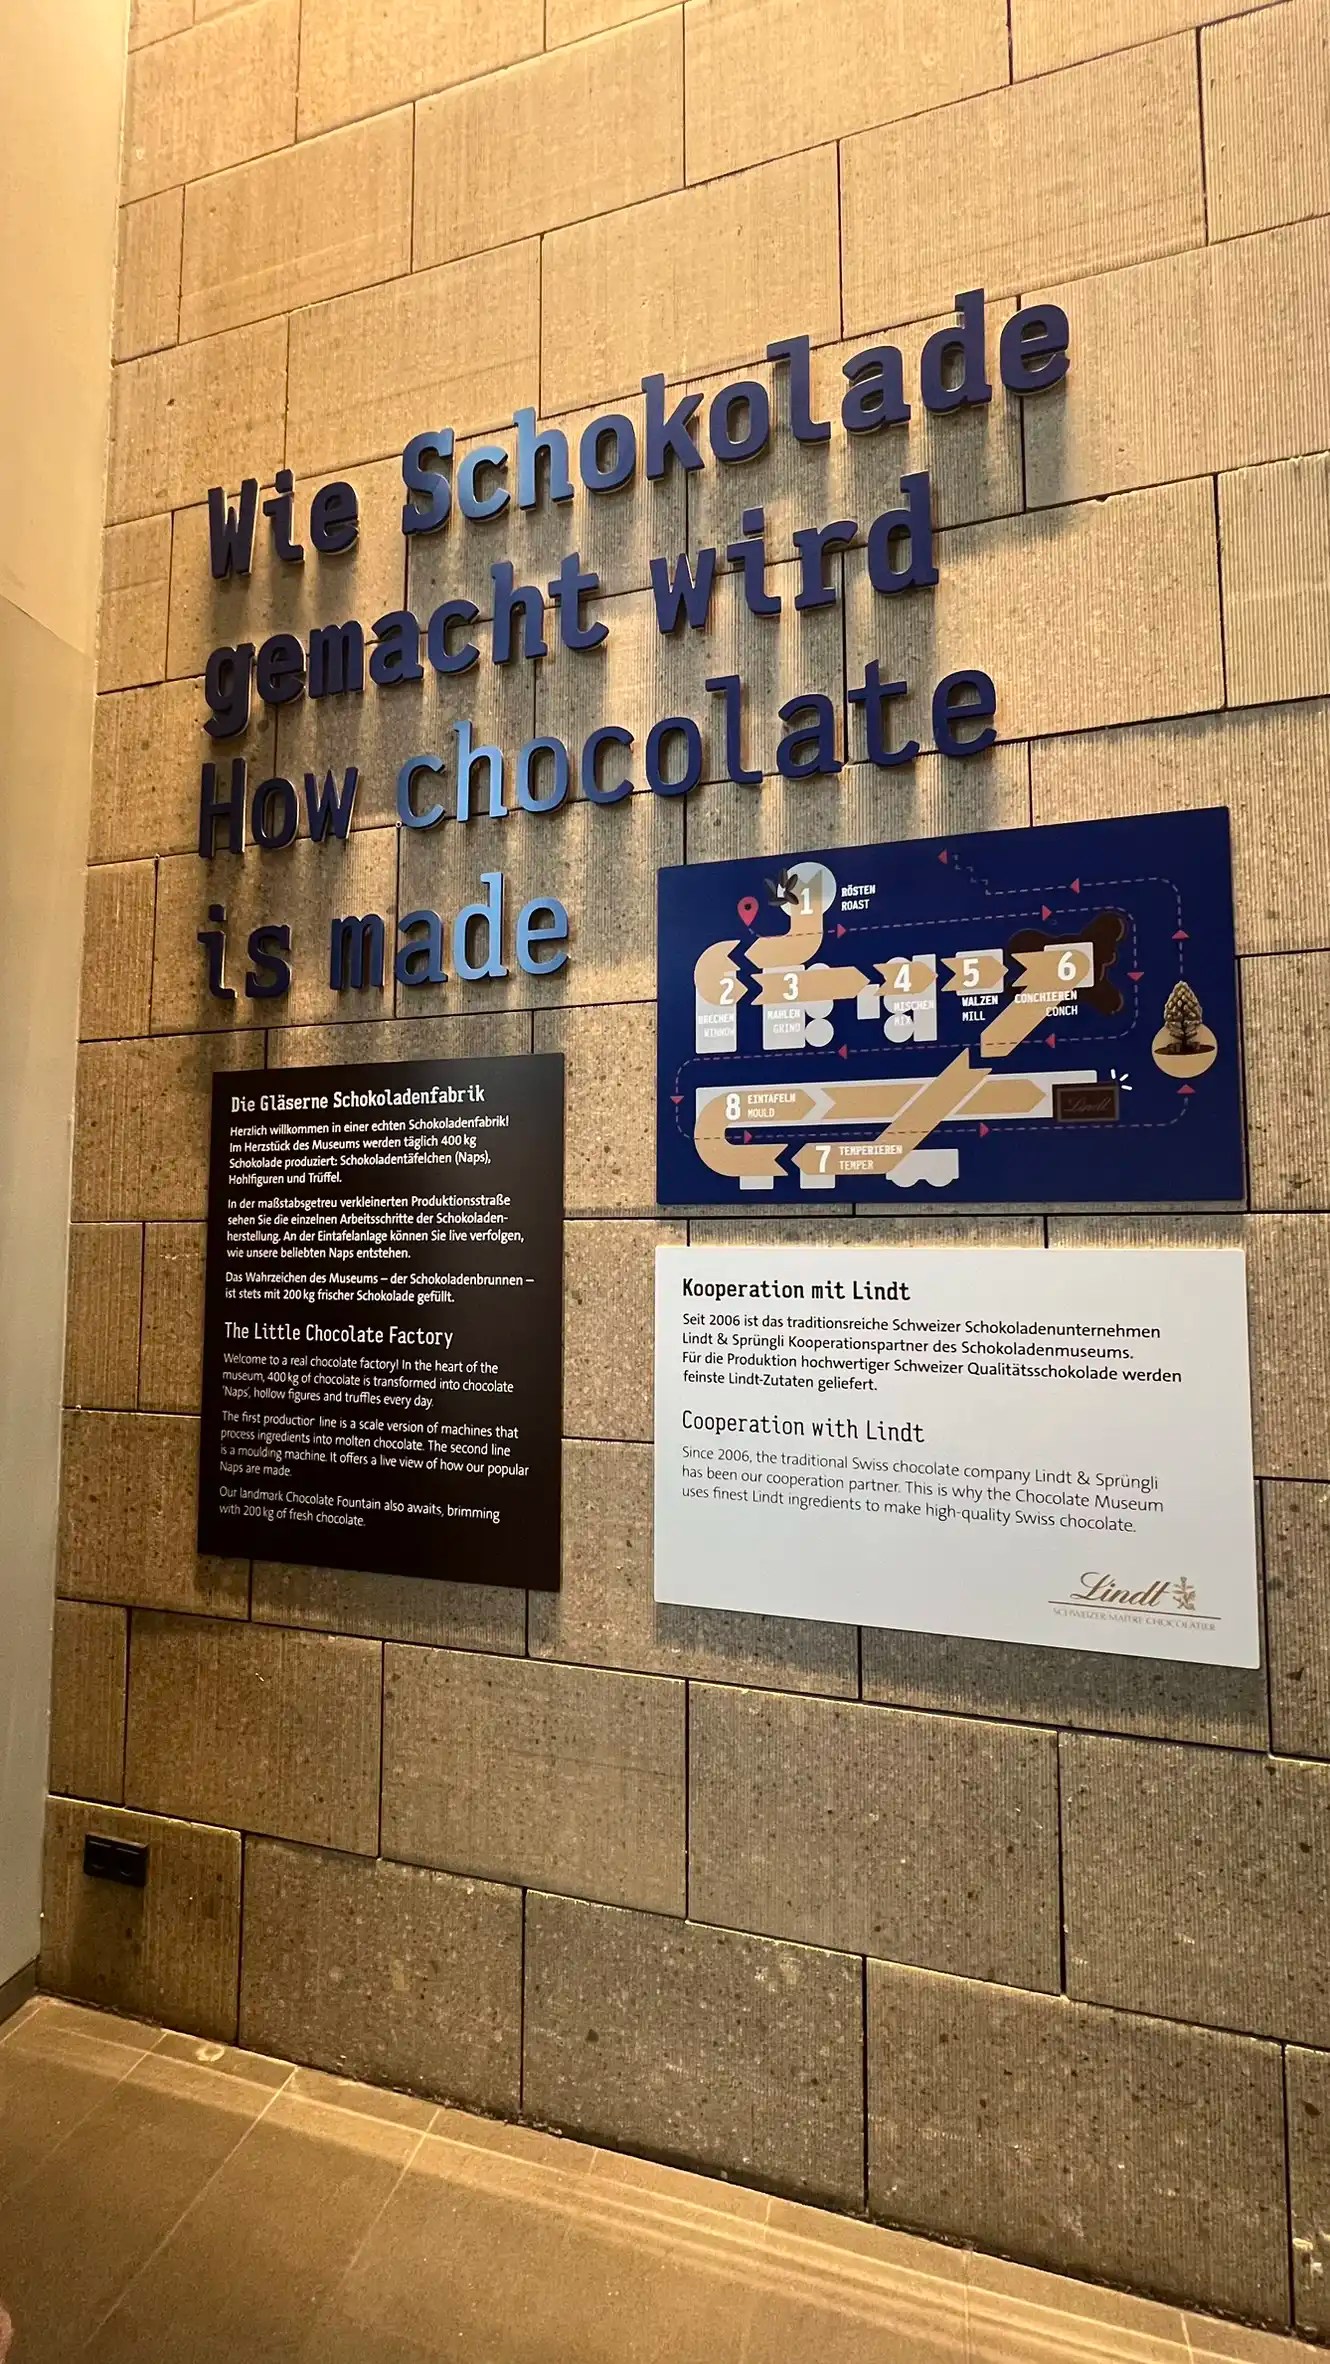 Wie Schokolade
gemacht wird
How chocolate
is made
1
RÖSTEN
ROAST
2
BRECHEN
WINNOW
3
MAHLEN
GRIND
4
MISCHEN
MIX
5
WALZEN
MILL
6
CONCHIEREN
CONCH
8
EINTAFELN
MOULD
Lindt
7
TEMPERIEREN
TEMPER
Die Gläserne Schokoladenfabrik
Herzlich willkommen in einer echten Schokoladenfabrik!
Im Herzstück des Museums werden täglich 400 kg
Schokolade produziert: Schokoladentäfelchen (Naps),
Hohlfiguren und Trüffel.
In der maßstabsgetreu verkleinerten Produktionsstraße
sehen Sie die einzelnen Arbeitsschritte der Schokoladen-
herstellung. An der Eintafelanlage können Sie live verfolgen,
wie unsere beliebten Naps entstehen.
Das Wahrzeichen des Museums – der Schokoladenbrunnen –
ist stets mit 200 kg frischer Schokolade gefüllt.
The Little Chocolate Factory
Welcome to a real chocolate factory! In the heart of the
museum, 400 kg of chocolate is transformed into chocolate
'Naps', hollow figures and truffles every day.
The first production line is a scale version of machines that
process ingredients into molten chocolate. The second line
is a moulding machine. It offers a live view of how our popular
Naps are made.
Our landmark Chocolate Fountain also awaits, brimming
with 200 kg of fresh chocolate.
Kooperation mit Lindt
Seit 2006 ist das traditionsreiche Schweizer Schokoladenunternehmen
Lindt & Sprüngli Kooperationspartner des Schokoladenmuseums.
Für die Produktion hochwertiger Schweizer Qualitätsschokolade werden
feinste Lindt-Zutaten geliefert.
Cooperation with Lindt
Since 2006, the traditional Swiss chocolate company Lindt & Sprüngli
has been our cooperation partner. This is why the Chocolate Museum
uses finest Lindt ingredients to make high-quality Swiss chocolate.
Lindt
SCHWEIZER MAÎTRE CHOCOLATIER